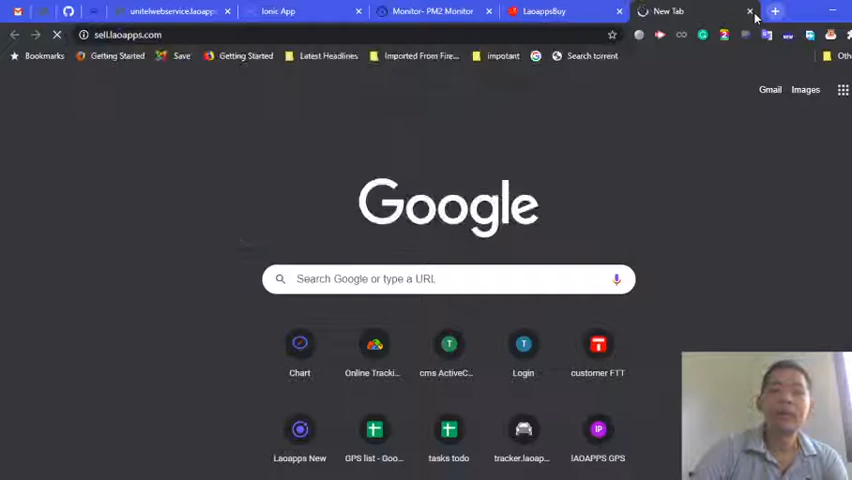 unitelwebservice.laoapps Ionic App Monitor- PM2 Monitor LaoappsBuy New Tab
sell.laoapps.com
Bookmarks Getting Started Save Getting Started Latest Headlines Imported From Fire... impotant Search torrent Othe
Gmail Images
Google
Search Google or type a URL
Chart Online Tracki... cms ActiveC... Login customer FTT
Laoapps New GPS list - Goo... tasks todo tracker.laoap... lAOAPPS GPS